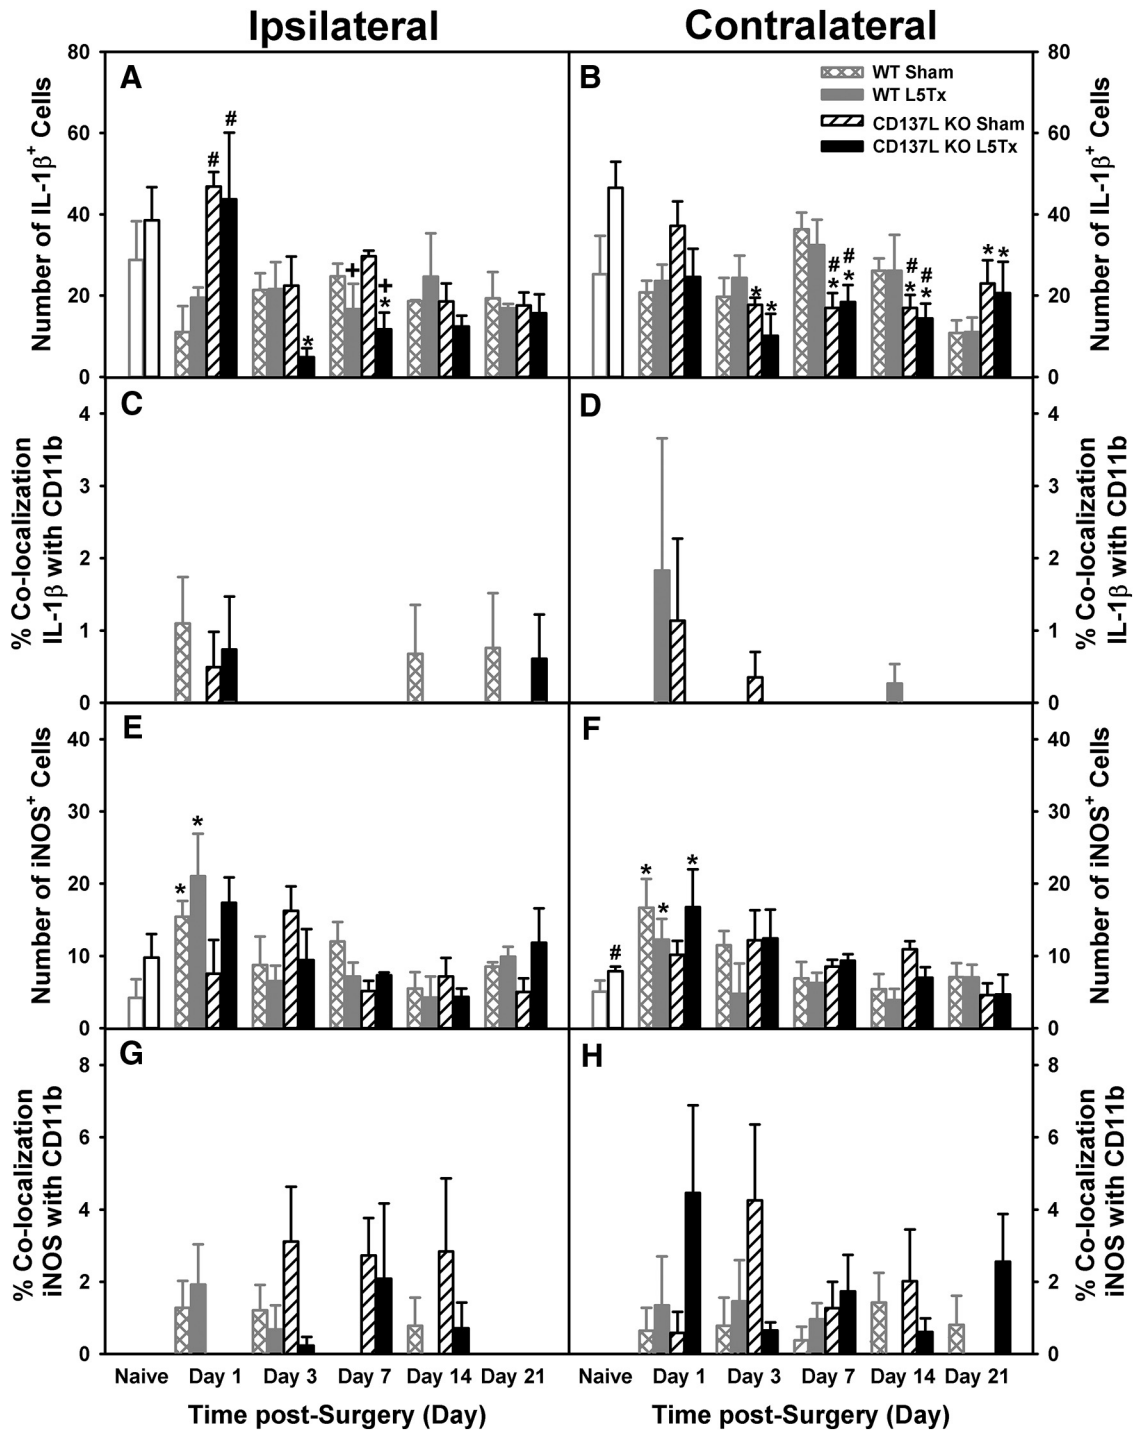 Ipsilateral
Contralateral
A
80
60
40
20
0
Number of IL-1β+ Cells
#
#
*
+
+
*
B
WT Sham
WT L5Tx
CD137L KO Sham
CD137L KO L5Tx
80
60
40
20
0
Number of IL-1β+ Cells
*
*
#
*
#
*
#
*
#
*
*
*
C
4
3
2
1
0
% Co-localization
IL-1β with CD11b
D
4
3
2
1
0
% Co-localization
IL-1β with CD11b
E
40
30
20
10
0
Number of iNOS+ Cells
*
*
F
40
30
20
10
0
Number of iNOS+ Cells
#
*
*
*
G
8
6
4
2
0
% Co-localization
iNOS with CD11b
H
8
6
4
2
0
% Co-localization
iNOS with CD11b
Naive Day 1 Day 3 Day 7 Day 14 Day 21
Naive Day 1 Day 3 Day 7 Day 14 Day 21
Time post-Surgery (Day)
Time post-Surgery (Day)